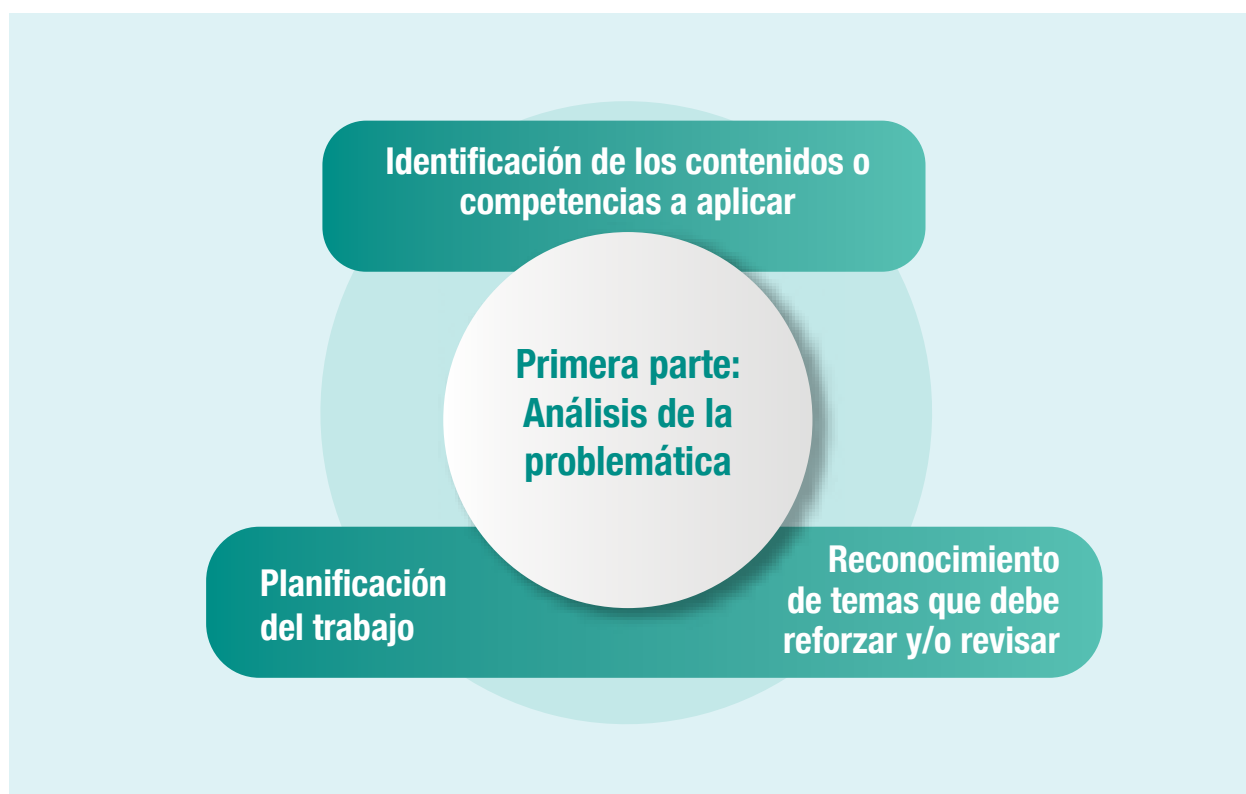 Identificación de los contenidos o
competencias a aplicar
Primera parte:
Análisis de la
problemática
Planificación
del trabajo
Reconocimiento
de temas que debe
reforzar y/o revisar